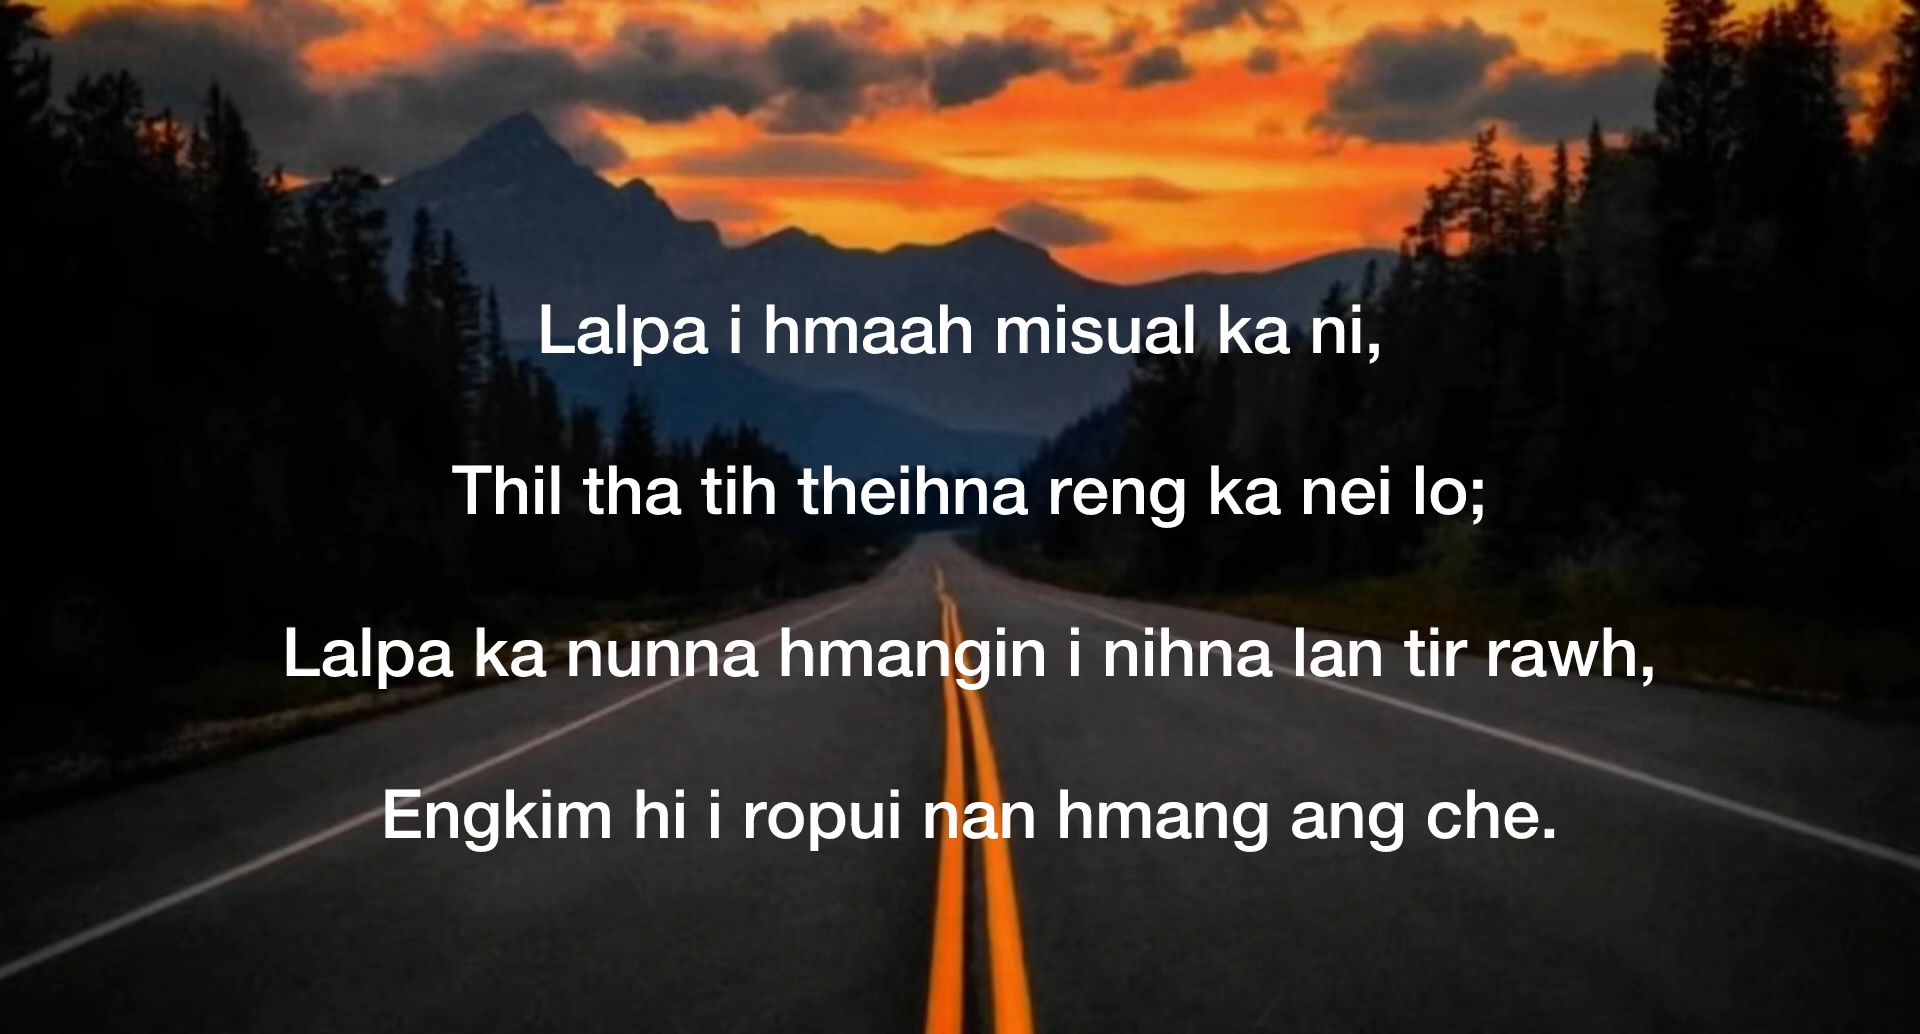 Lalpa i hmaah misual ka ni,
Thil tha tih theihna reng ka nei lo;
Lalpa ka nunna hmangin i nihna lan tir rawh,
Engkim hi i ropui nan hmang ang che.